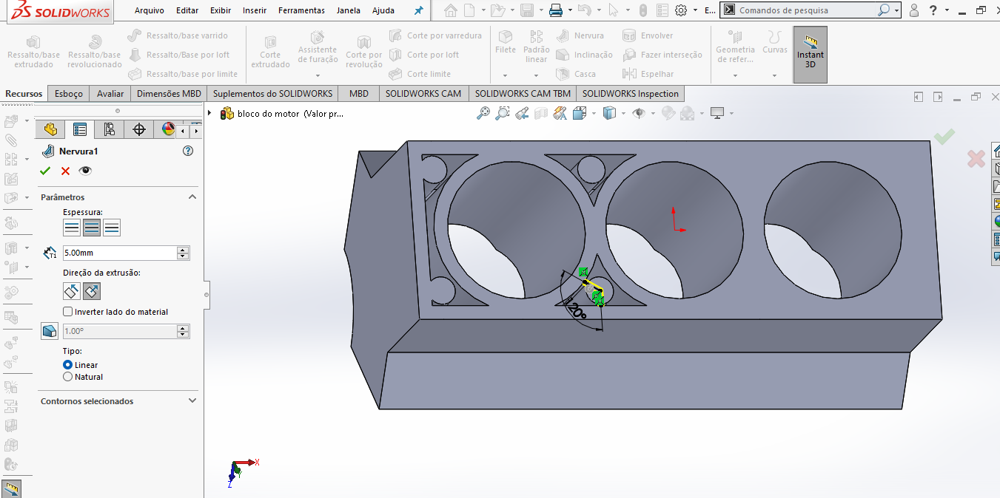 SOLIDWORKS
Arquivo Editar Exibir Inserir Ferramentas Janela Ajuda
E...
Comandos de pesquisa
Ressalto/base extrudado
Ressalto/base revolucionado
Ressalto/base varrido
Ressalto/Base por loft
Ressalto/base por limite
Corte extrudado
Assistente de furação
Corte por revolução
Corte por varredura
Corte por loft
Corte limite
Filete
Padrão linear
Nervura
Inclinação
Casca
Envolver
Fazer interseção
Espelhar
Geometria de refer...
Curvas
Instant 3D
Recursos Esboço Avaliar Dimensões MBD Suplementos do SOLIDWORKS MBD SOLIDWORKS CAM SOLIDWORKS CAM TBM SOLIDWORKS Inspection
bloco do motor (Valor pr...
Nervura1
Parâmetros
Espessura:
T1
5.00mm
Direção da extrusão:
Inverter lado do material
1.00º
Tipo:
Linear
Natural
Contornos selecionados
120°
X
Y
Z